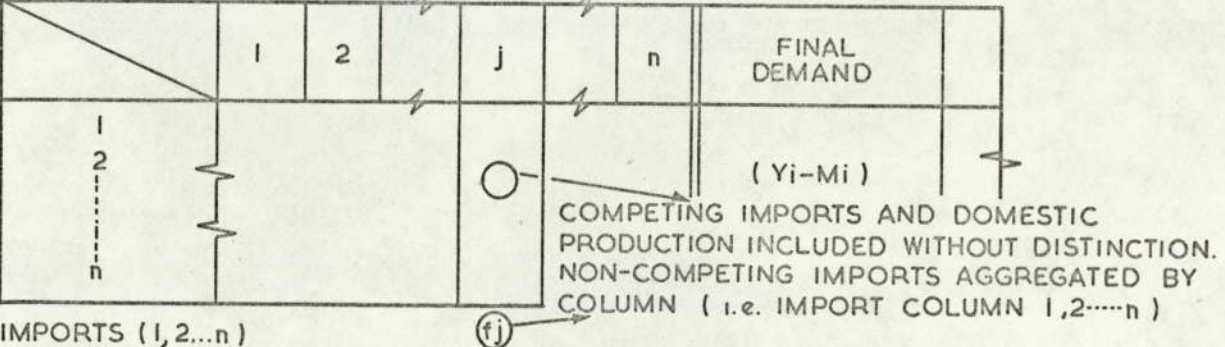 1 2 j n FINAL
DEMAND
1
2
n
(Yi-Mi)
COMPETING IMPORTS AND DOMESTIC
PRODUCTION INCLUDED WITHOUT DISTINCTION.
NON-COMPETING IMPORTS AGGREGATED BY
COLUMN (i.e. IMPORT COLUMN 1,2-----n)
IMPORTS (1,2...n) fj